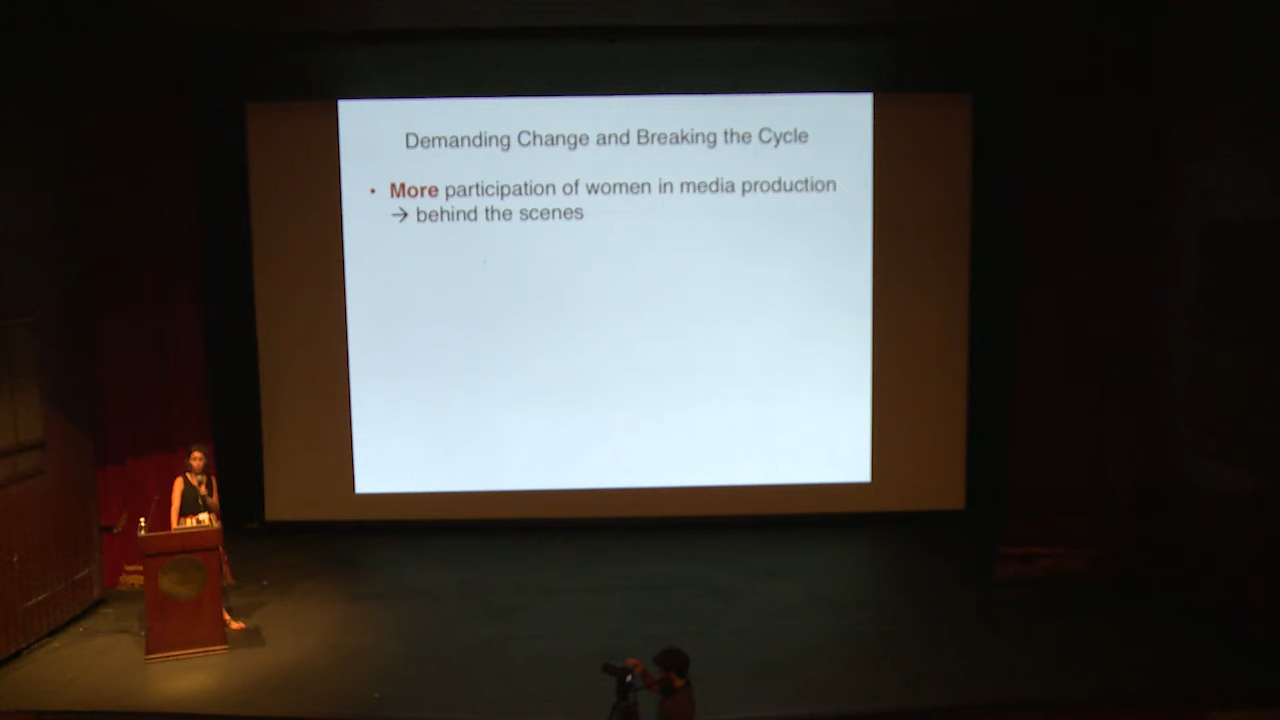 Demanding Change and Breaking the Cycle
• More participation of women in media production
→ behind the scenes